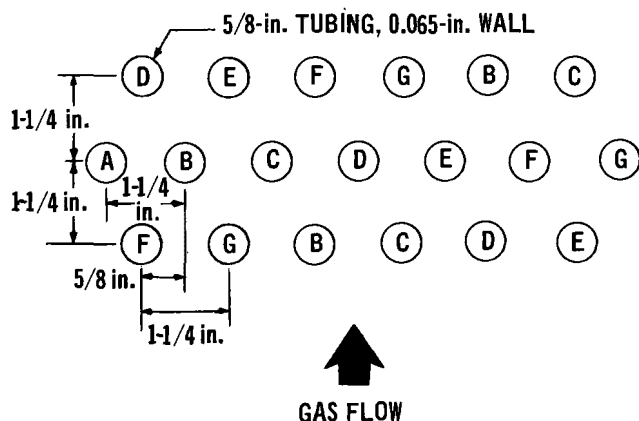 5/8-in. TUBING, 0.065-in. WALL
D E F G B C
1-1/4 in.
A B C D E F G
1-1/4
in.
1-1/4 in.
F G B C D E
5/8 in.
1-1/4 in.
GAS FLOW